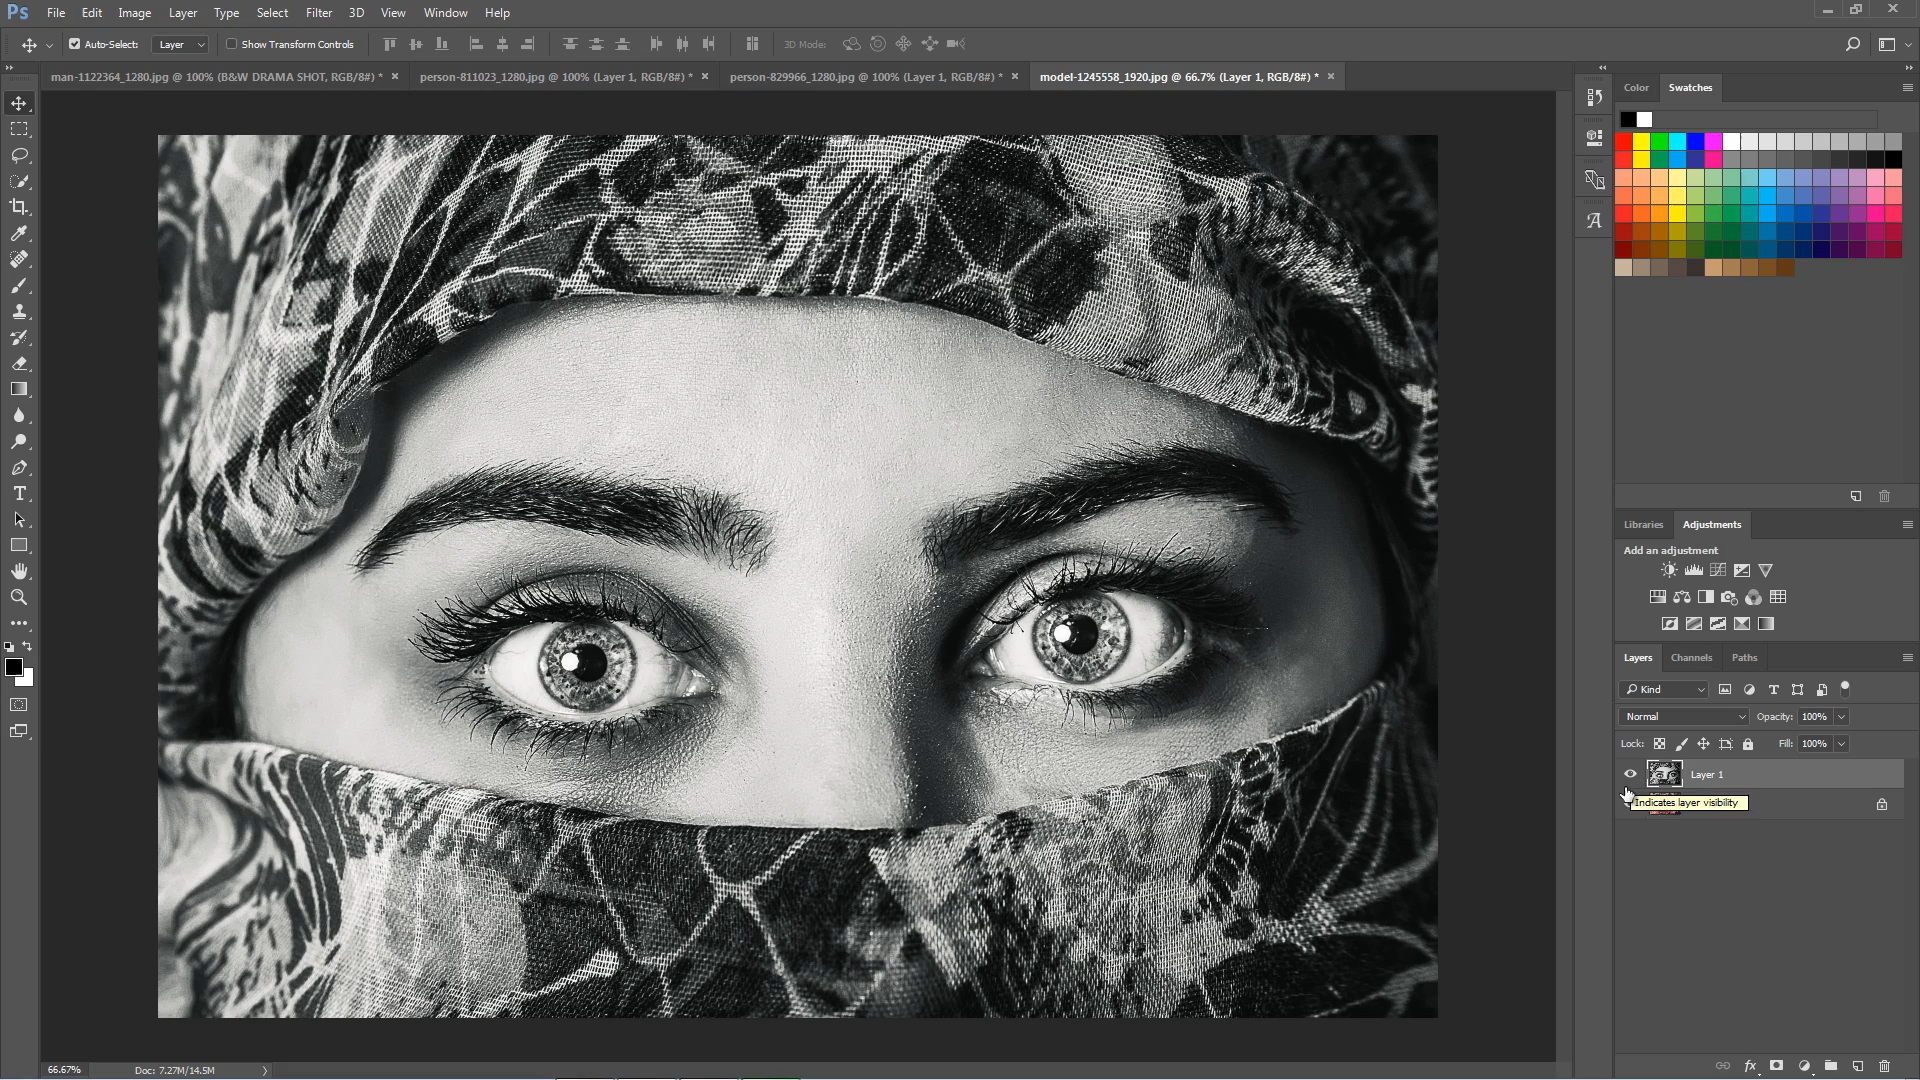 Ps File Edit Image Layer Type Select Filter 3D View Window Help
Auto-Select: Layer Show Transform Controls 3D Mode:
man-1122364_1280.jpg @ 100% (B&W DRAMA SHOT, RGB/8#) * × person-811023_1280.jpg @ 100% (Layer 1, RGB/8#) * × person-829966_1280.jpg @ 100% (Layer 1, RGB/8#) * × model-1245558_1920.jpg @ 66.7% (Layer 1, RGB/8#) * ×
Color Swatches
Libraries Adjustments
Add an adjustment
Layers Channels Paths
Kind
Normal Opacity: 100%
Lock: Fill: 100%
Layer 1
Indicates layer visibility
66.67% Doc: 7.27M/14.5M